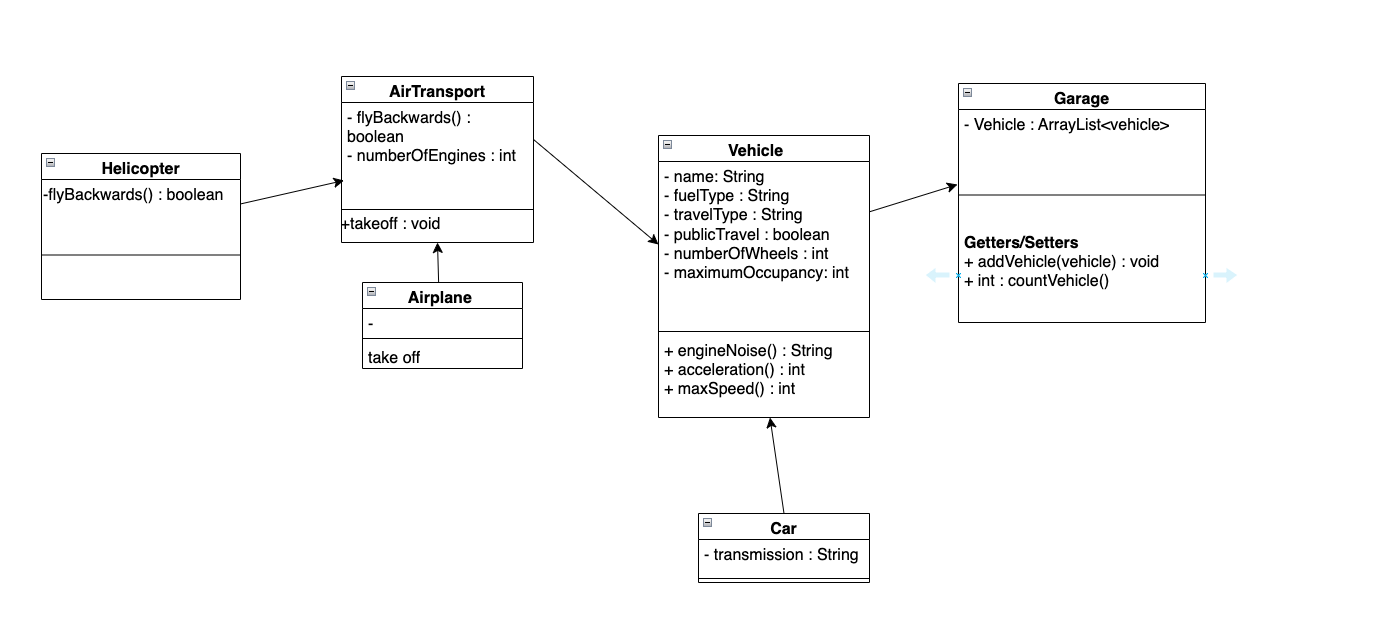 Helicopter
-flyBackwards() : boolean
AirTransport
- flyBackwards() :
boolean
- numberOfEngines : int
+takeoff : void
Airplane
-
take off
Vehicle
- name: String
- fuelType : String
- travelType : String
- publicTravel : boolean
- numberOfWheels : int
- maximumOccupancy: int
+ engineNoise() : String
+ acceleration() : int
+ maxSpeed() : int
Car
- transmission : String
Garage
- Vehicle : ArrayList<vehicle>
Getters/Setters
+ addVehicle(vehicle) : void
+ int : countVehicle()